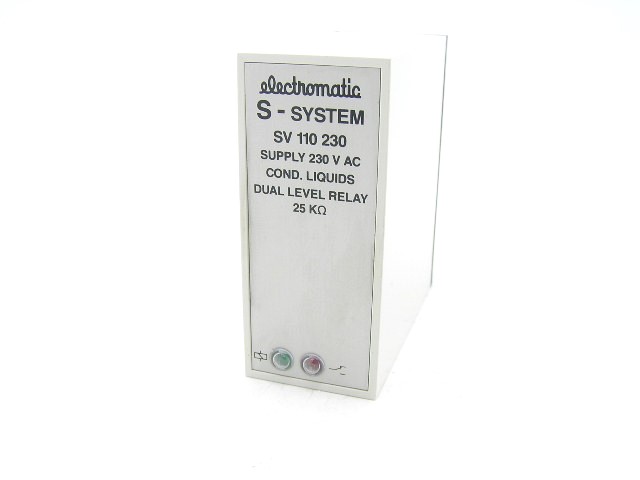 electromatic
S - SYSTEM
SV 110 230
SUPPLY 230 V AC
COND. LIQUIDS
DUAL LEVEL RELAY
25 KΩ